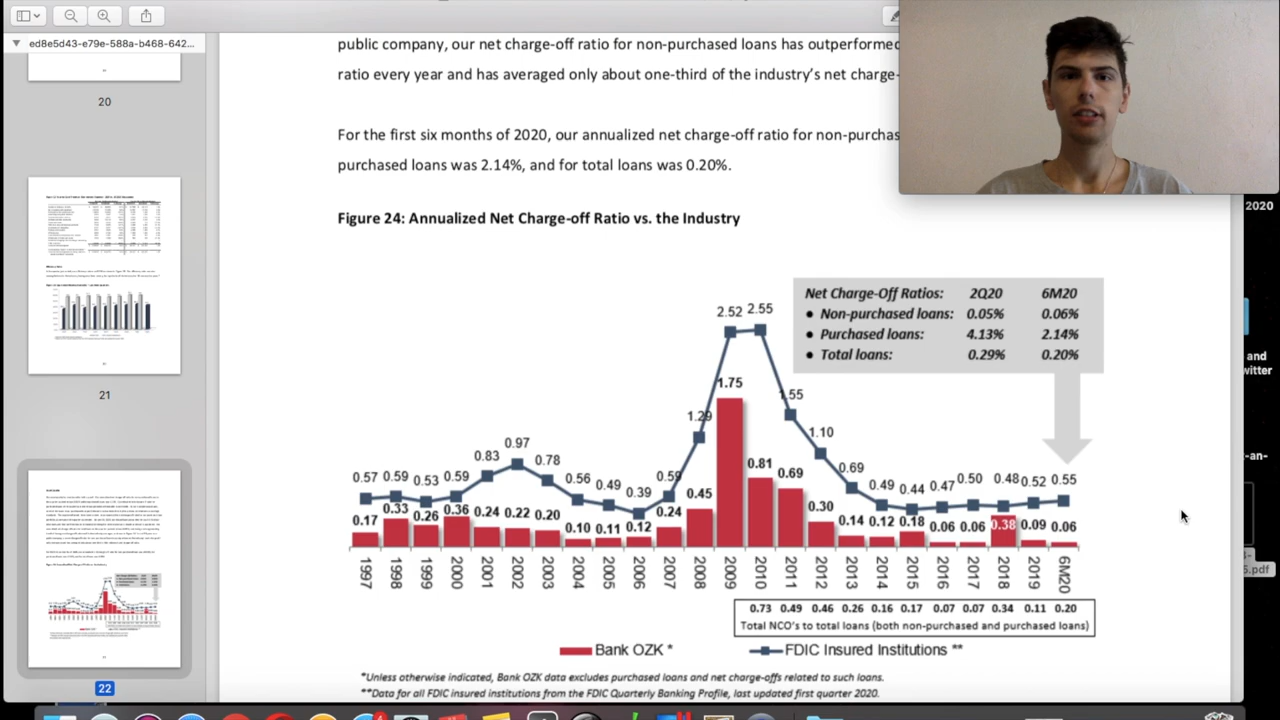 ed8e5d43-e79e-588a-b468-642...
20
21
22
public company, our net charge-off ratio for non-purchased loans has outperformed
ratio every year and has averaged only about one-third of the industry's net charge-
For the first six months of 2020, our annualized net charge-off ratio for non-purchas
purchased loans was 2.14%, and for total loans was 0.20%.
Figure 24: Annualized Net Charge-off Ratio vs. the Industry
Net Charge-Off Ratios: 2Q20 6M20
• Non-purchased loans: 0.05% 0.06%
• Purchased loans: 4.13% 2.14%
• Total loans: 0.29% 0.20%
0.57 0.59 0.53 0.59 0.83 0.97 0.78 0.56 0.49 0.39 0.59 1.29 2.52 2.55 1.55 1.10 0.69 0.49 0.44 0.47 0.50 0.48 0.52 0.55
0.17 0.33 0.26 0.36 0.24 0.22 0.20 0.10 0.11 0.12 0.24 0.45 1.75 0.81 0.69 0.30 0.14 0.12 0.18 0.06 0.06 0.38 0.09 0.06
1997 1998 1999 2000 2001 2002 2003 2004 2005 2006 2007 2008 2009 2010 2011 2012 2013 2014 2015 2016 2017 2018 2019 6M20
0.73 0.49 0.46 0.26 0.16 0.17 0.07 0.07 0.34 0.11 0.20
Total NCO's to total loans (both non-purchased and purchased loans)
Bank OZK * FDIC Insured Institutions **
*Unless otherwise indicated, Bank OZK data excludes purchased loans and net charge-offs related to such loans.
**Data for all FDIC insured institutions from the FDIC Quarterly Banking Profile, last updated first quarter 2020.
2020
and
witter
-an-
5.pdf